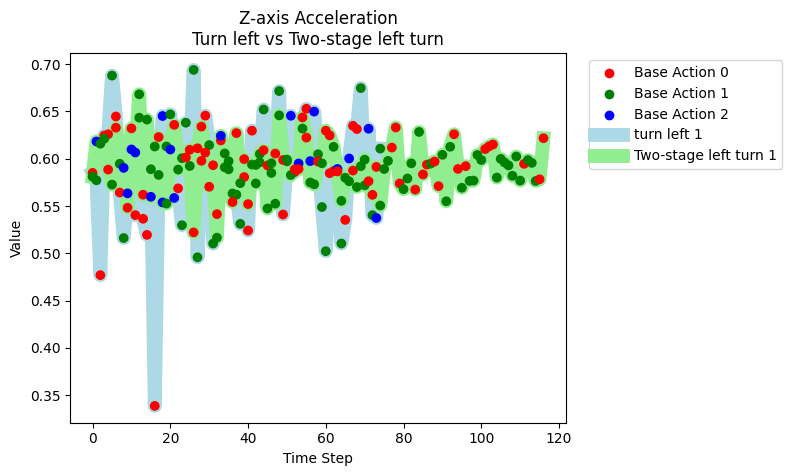 Z-axis Acceleration
Turn left vs Two-stage left turn
Value
0.70
0.65
0.60
0.55
0.50
0.45
0.40
0.35
0
20
40
60
80
100
120
Time Step
Base Action 0
Base Action 1
Base Action 2
turn left 1
Two-stage left turn 1